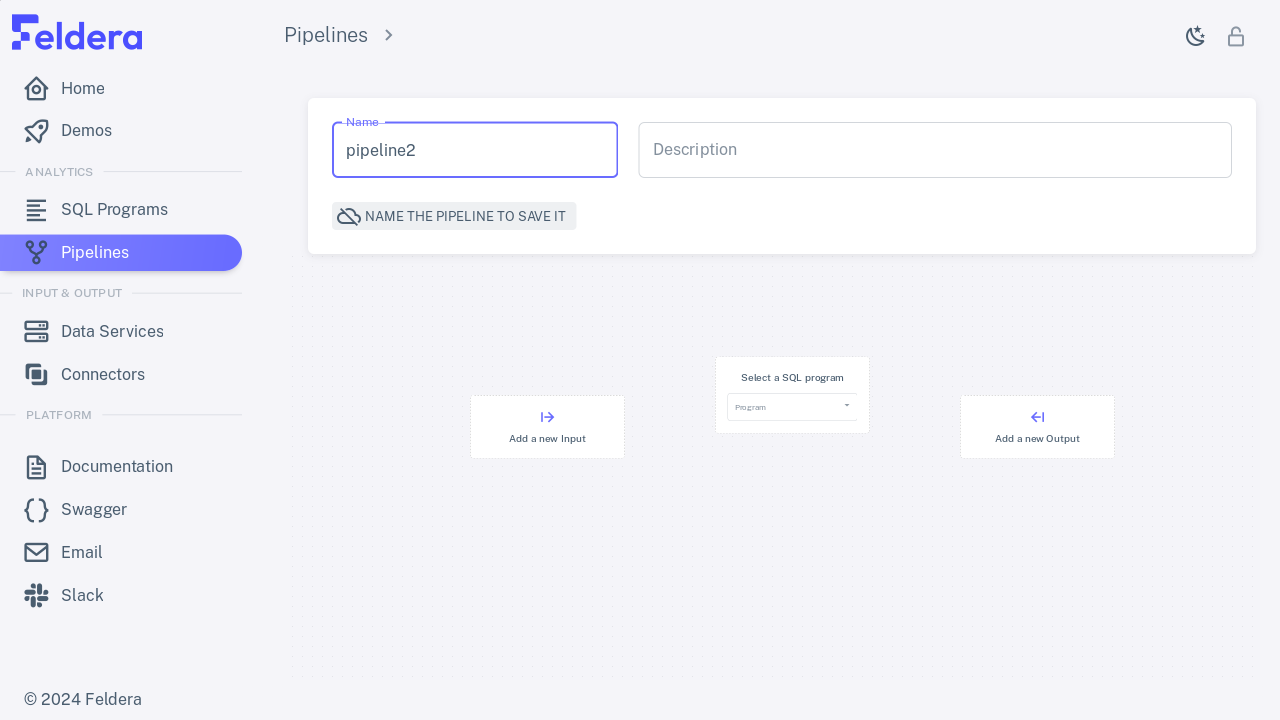 Feldera
Pipelines
Home
Demos
ANALYTICS
SQL Programs
Pipelines
INPUT & OUTPUT
Data Services
Connectors
PLATFORM
Documentation
Swagger
Email
Slack
© 2024 Feldera
Name
pipeline2
Description
NAME THE PIPELINE TO SAVE IT
Add a new Input
Select a SQL program
Program
Add a new Output